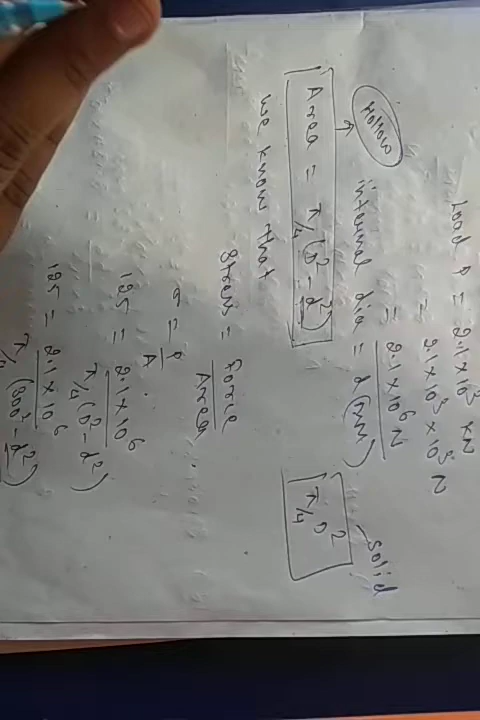 Load P = 2.1 × 10³ kN
= 2.1 × 10³ × 10³ N
= 2.1 × 10⁶ N
internal dia = d (mm)
Hollow
Area = π/4 (D² - d²)
Solid
π/4 D²
we know that
Stress = Force / Area
σ = P / A
125 = 2.1 × 10⁶ / π/4 (D² - d²)
125 = 2.1 × 10⁶ / π/4 (300² - d²)